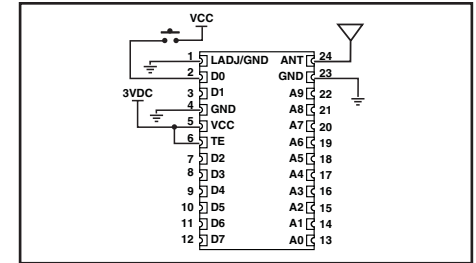 VCC
1 LADJ/GND ANT 24
2 D0 GND 23
3VDC
3 D1 A9 22
4 GND A8 21
5 VCC A7 20
6 TE A6 19
7 D2 A5 18
8 D3 A4 17
9 D4 A3 16
10 D5 A2 15
11 D6 A1 14
12 D7 A0 13